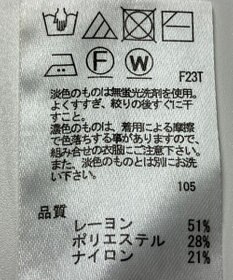 F
W
F23T
淡色のものは無蛍光洗剤を使用。
よくすすぎ、絞りの後すぐに干
すこと。
濃色のものは、着用による摩擦
で色落ちする事がありますので、
組み合せの衣服にご注意下さい。
また、淡色のものとは別にお洗
い下さい。
105
品質
レーヨン 51%
ポリエステル 28%
ナイロン 21%